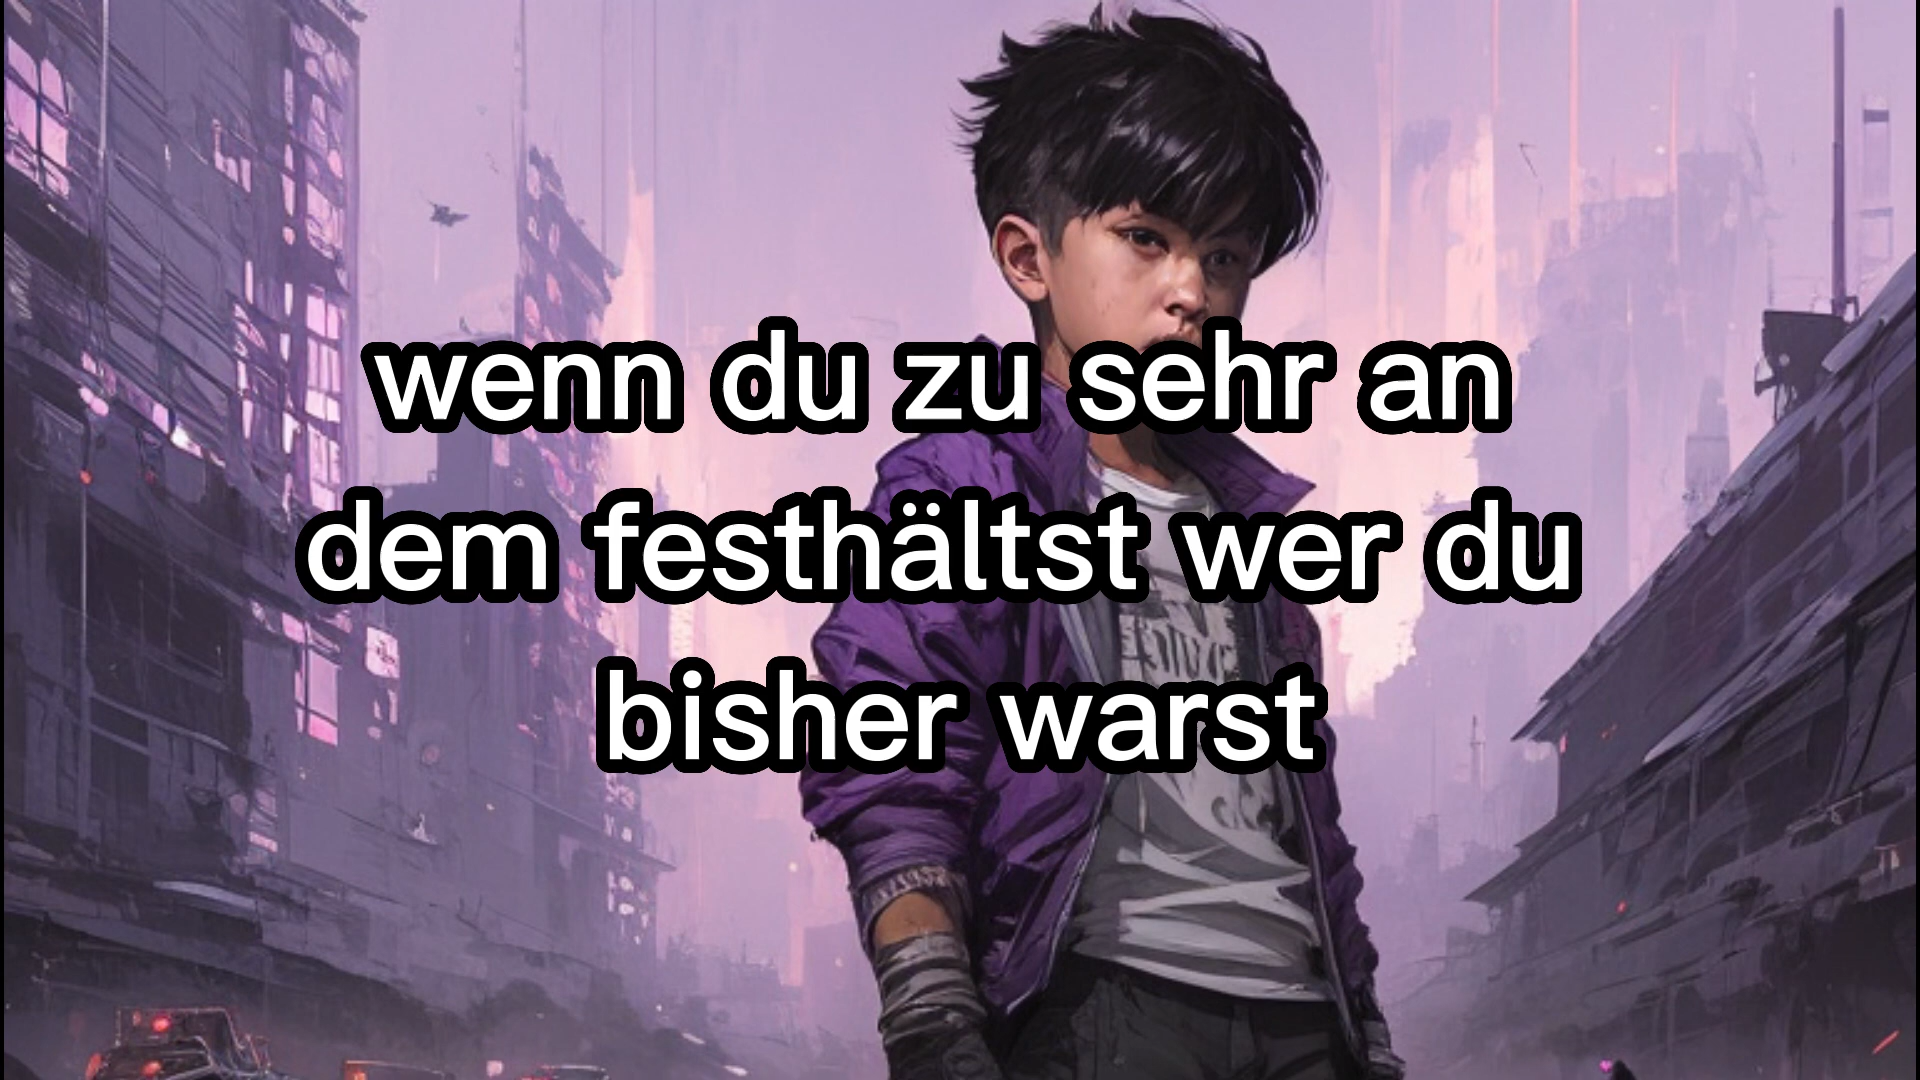 wenn du zu sehr an
dem festhältst wer du
bisher warst